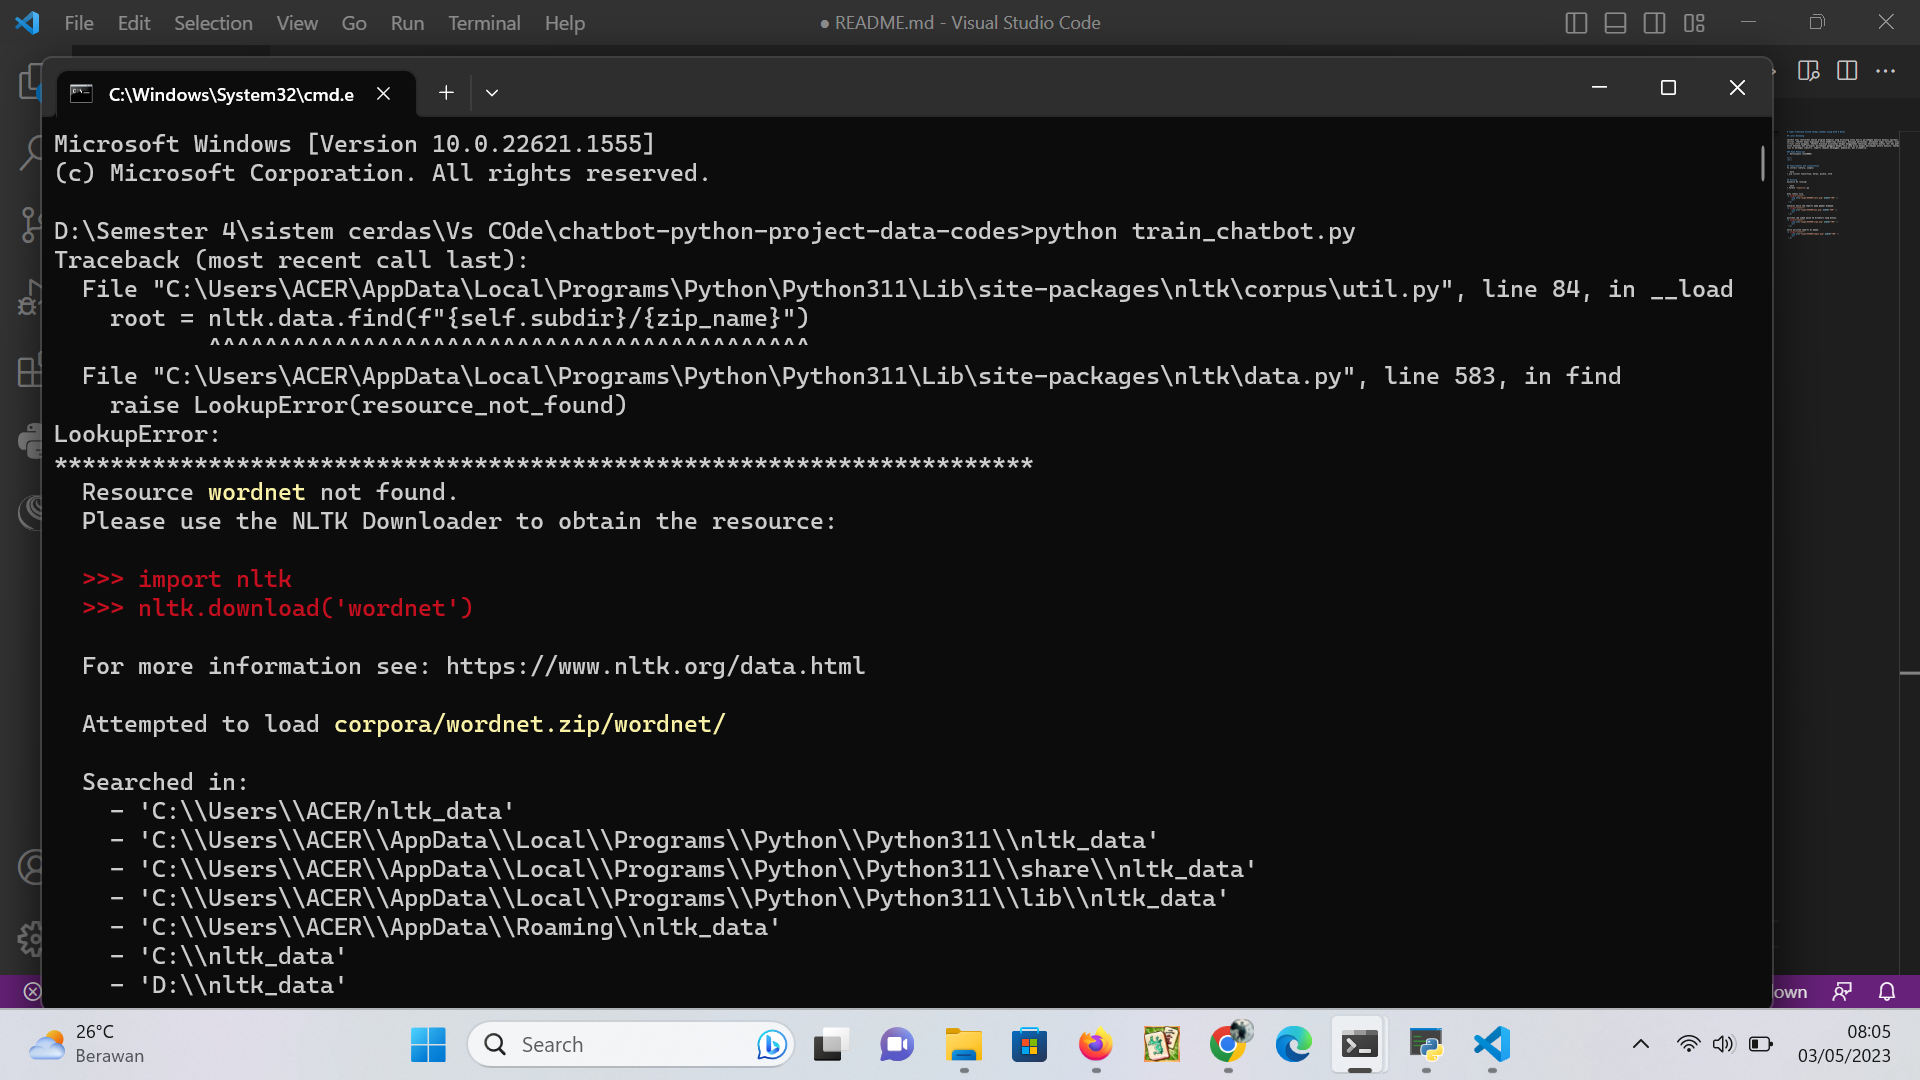 File Edit Selection View Go Run Terminal Help
● README.md - Visual Studio Code
C:\Windows\System32\cmd.e
Microsoft Windows [Version 10.0.22621.1555]
(c) Microsoft Corporation. All rights reserved.
D:\Semester 4\sistem cerdas\Vs COde\chatbot-python-project-data-codes>python train_chatbot.py
Traceback (most recent call last):
  File "C:\Users\ACER\AppData\Local\Programs\Python\Python311\Lib\site-packages\nltk\corpus\util.py", line 84, in __load
    root = nltk.data.find(f"{self.subdir}/{zip_name}")
           ^^^^^^^^^^^^^^^^^^^^^^^^^^^^^^^^^^^^^^^^^^^
  File "C:\Users\ACER\AppData\Local\Programs\Python\Python311\Lib\site-packages\nltk\data.py", line 583, in find
    raise LookupError(resource_not_found)
LookupError:
**********************************************************************
  Resource wordnet not found.
  Please use the NLTK Downloader to obtain the resource:
  >>> import nltk
  >>> nltk.download('wordnet')
  For more information see: https://www.nltk.org/data.html
  Attempted to load corpora/wordnet.zip/wordnet/
  Searched in:
    - 'C:\\Users\\ACER/nltk_data'
    - 'C:\\Users\\ACER\\AppData\\Local\\Programs\\Python\\Python311\\nltk_data'
    - 'C:\\Users\\ACER\\AppData\\Local\\Programs\\Python\\Python311\\share\\nltk_data'
    - 'C:\\Users\\ACER\\AppData\\Local\\Programs\\Python\\Python311\\lib\\nltk_data'
    - 'C:\\Users\\ACER\\AppData\\Roaming\\nltk_data'
    - 'C:\\nltk_data'
    - 'D:\\nltk_data'
own
26°C
Berawan
Search
08:05
03/05/2023